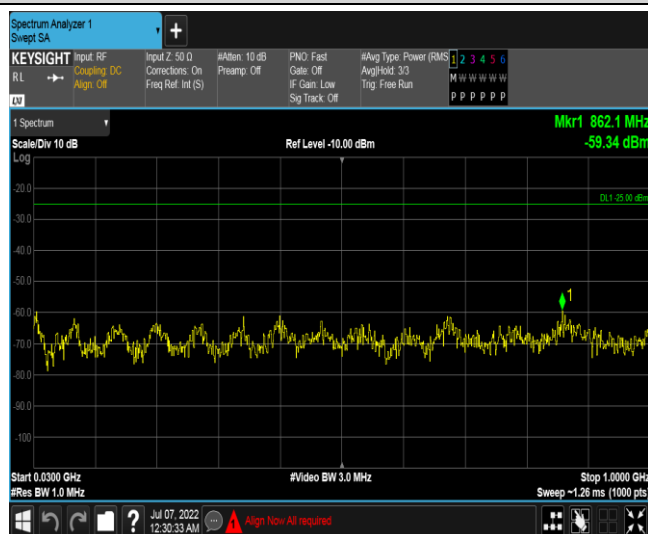 Spectrum Analyzer 1
Swept SA
+
KEYSIGHT
RL
LXI
Input: RF
Coupling: DC
Align: Off
Input Z: 50 Ω
Corrections: On
Freq Ref: Int (S)
#Atten: 10 dB
Preamp: Off
PNO: Fast
Gate: Off
IF Gain: Low
Sig Track: Off
#Avg Type: Power (RMS
Avg|Hold: 3/3
Trig: Free Run
1 2 3 4 5 6
M W W W W W
P P P P P P
1 Spectrum
Scale/Div 10 dB
Ref Level -10.00 dBm
Mkr1 862.1 MHz
-59.34 dBm
Log
-20.0
DL1 -25.00 dBm
-30.0
-40.0
-50.0
1
-60.0
-70.0
-80.0
-90.0
-100
Start 0.0300 GHz
#Video BW 3.0 MHz
Stop 1.0000 GHz
#Res BW 1.0 MHz
Sweep ~1.26 ms (1000 pts)
?
Jul 07, 2022
12:30:33 AM
Align Now All required